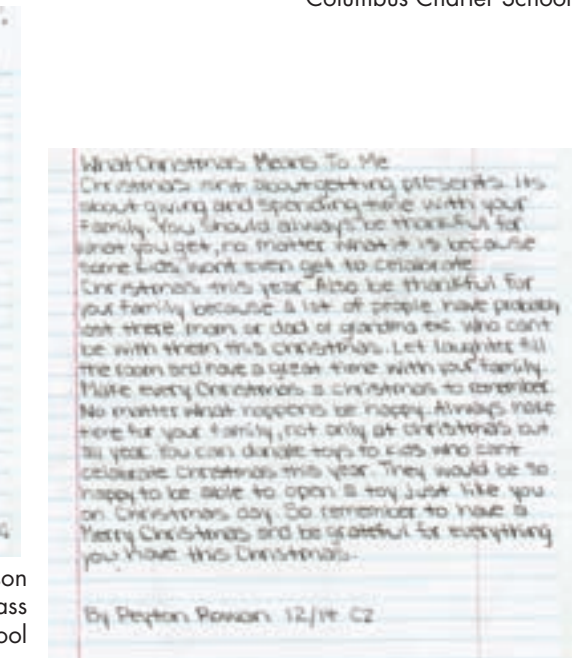 Columbus Charter School
What Christmas Means To Me
Christmas isn't about getting presents. Its
about giving and spending time with your
Family. You should always be thankful for
what you get, no matter what it is because
some kids wont even get to celebrate
Christmas this year. Also be thankful for
your family because a lot of people have probably
lost there mom or dad or grandma etc. who cant
be with them this christmas. Let laughter fill
the room and have a great time with your family.
Make every Christmas a christmas to remember.
No matter what happens be happy. Always
here for your family, not only at christmas but
all year. You can donate toys to kids who cant
celebrate Christmas this year. They would be so
happy to be able to open a toy just like you
on Christmas day. So remember to have a
Merry Christmas and be grateful for everything
you have this Christmas.
By Peyton Rowan 12/14 C2
son
ass
ool